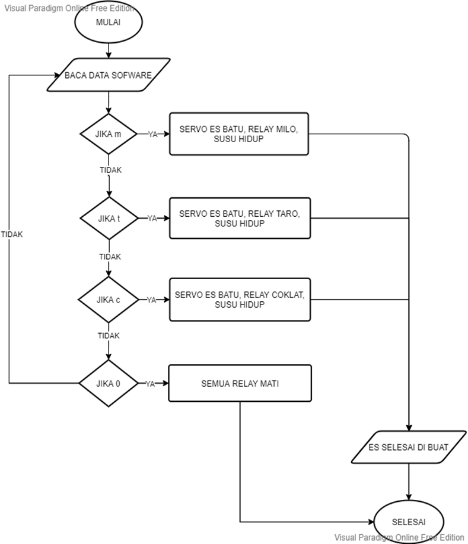 Visual Paradigm Online Free Edition
MULAI
BACA DATA SOFWARE
JIKA m
YA
SERVO ES BATU, RELAY MILO,
SUSU HIDUP
TIDAK
JIKA t
YA
SERVO ES BATU, RELAY TARO,
SUSU HIDUP
TIDAK
TIDAK
JIKA c
YA
SERVO ES BATU, RELAY COKLAT,
SUSU HIDUP
TIDAK
JIKA 0
YA
SEMUA RELAY MATI
ES SELESAI DI BUAT
SELESAI
Visual Paradigm Online Free Edition